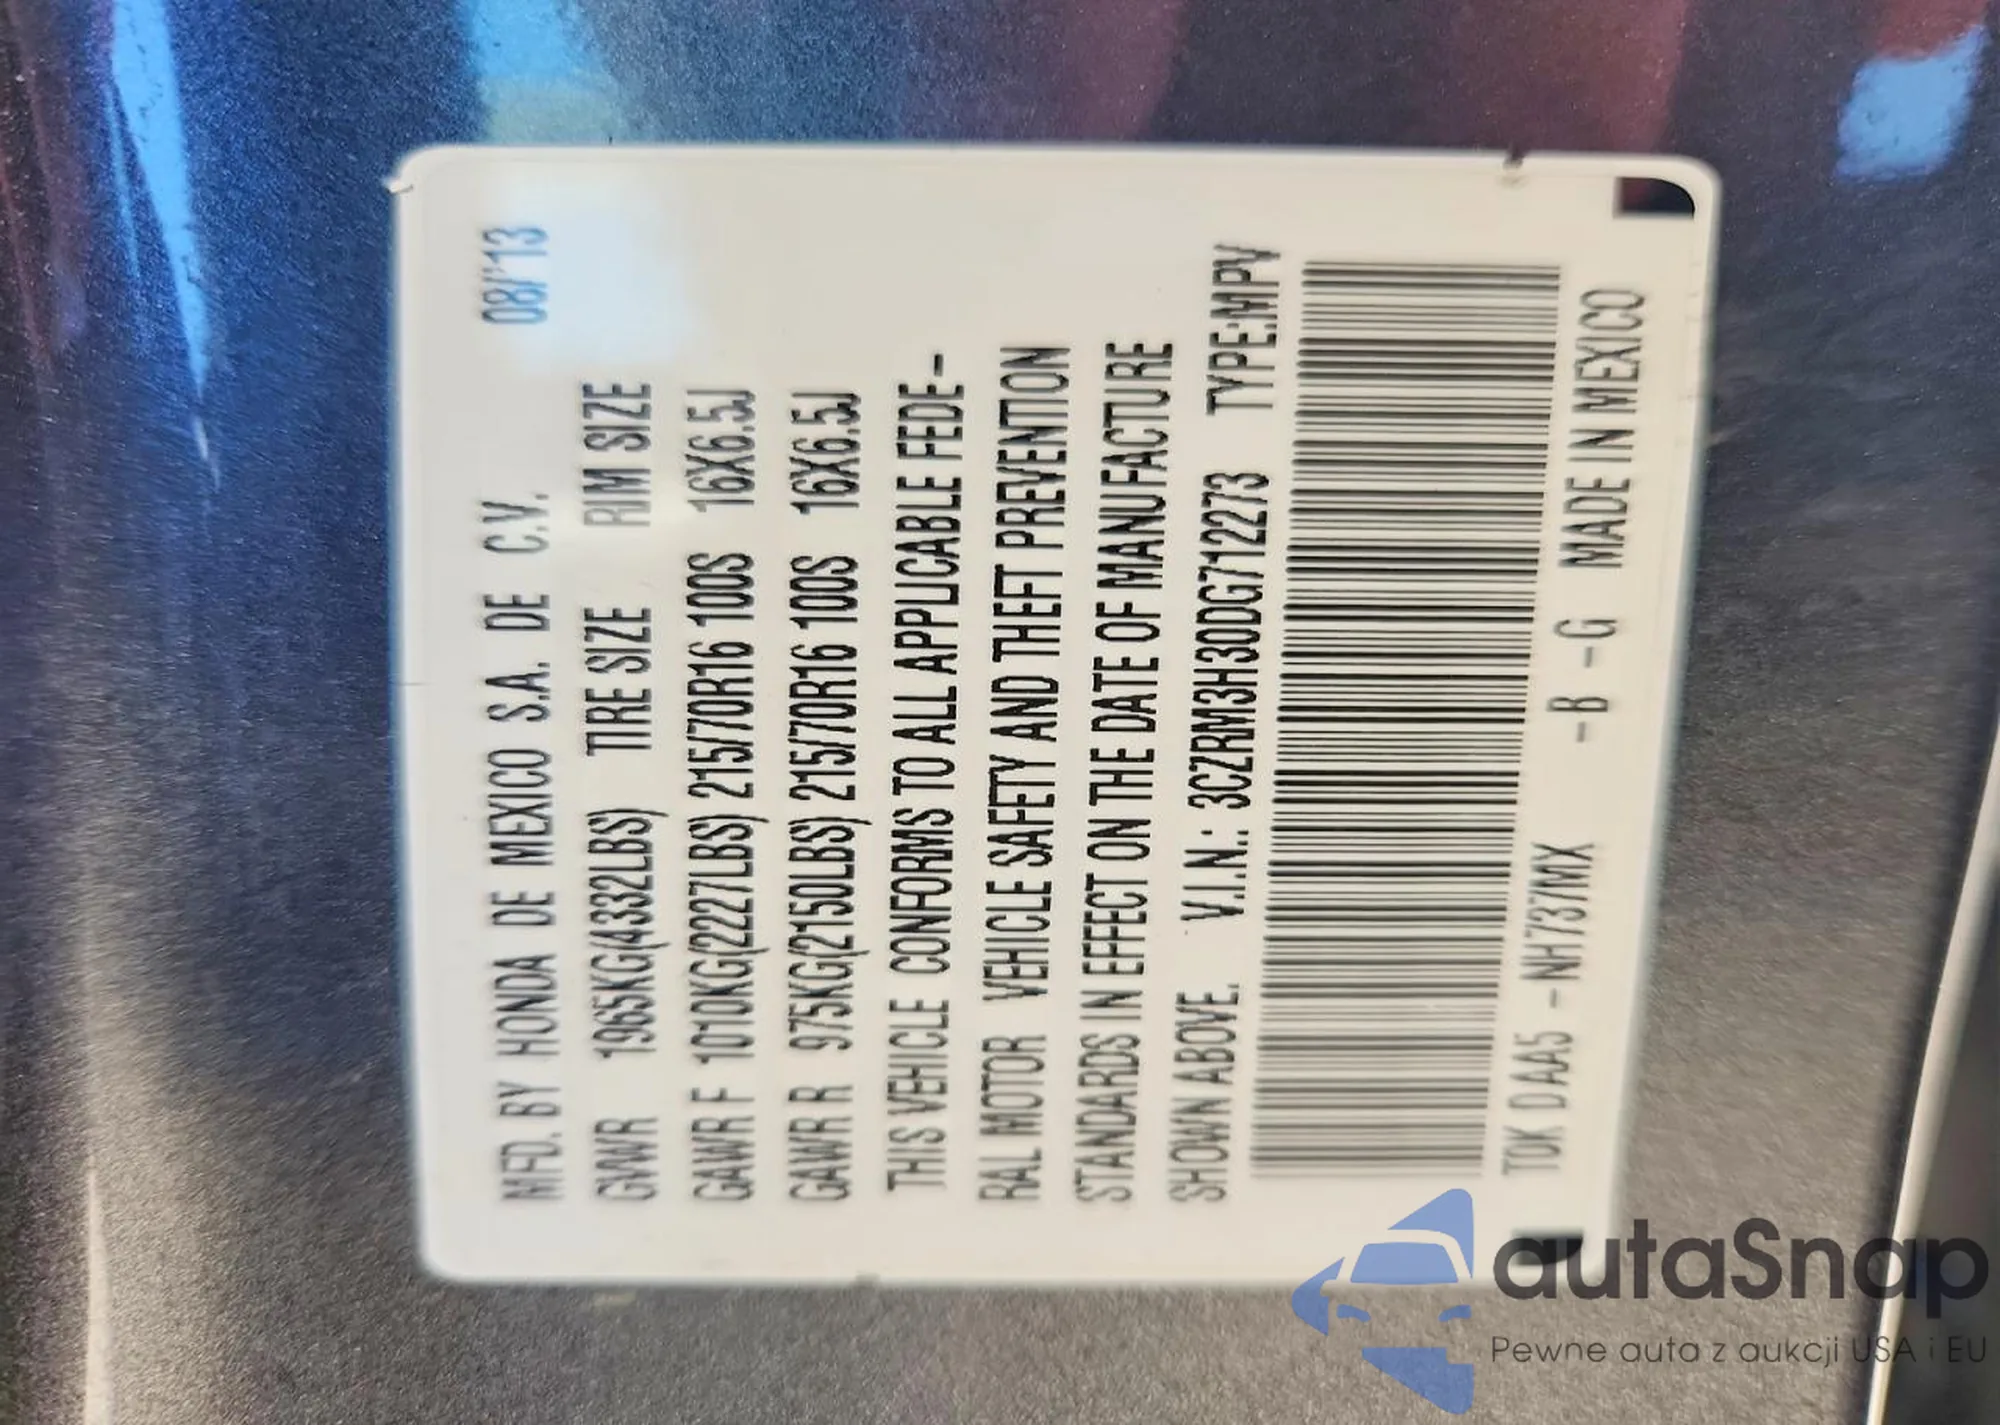 08/'13
MFD. BY HONDA DE MEXICO S.A. DE C.V.
GVWR 1965KG(4332LBS) TIRE SIZE RIM SIZE
GAWR F 1010KG(2227LBS) 215/70R16 100S 16X6.5J
GAWR R 975KG(2150LBS) 215/70R16 100S 16X6.5J
THIS VEHICLE CONFORMS TO ALL APPLICABLE FEDE-
RAL MOTOR VEHICLE SAFETY AND THEFT PREVENTION
STANDARDS IN EFFECT ON THE DATE OF MANUFACTURE
SHOWN ABOVE. V.I.N.: 3CZRM3H30DG712273 TYPE:MPV
T0K DAA5 -NH737MX -B -G MADE IN MEXICO
autaSnap
Pewne auta z aukcji USA i EU